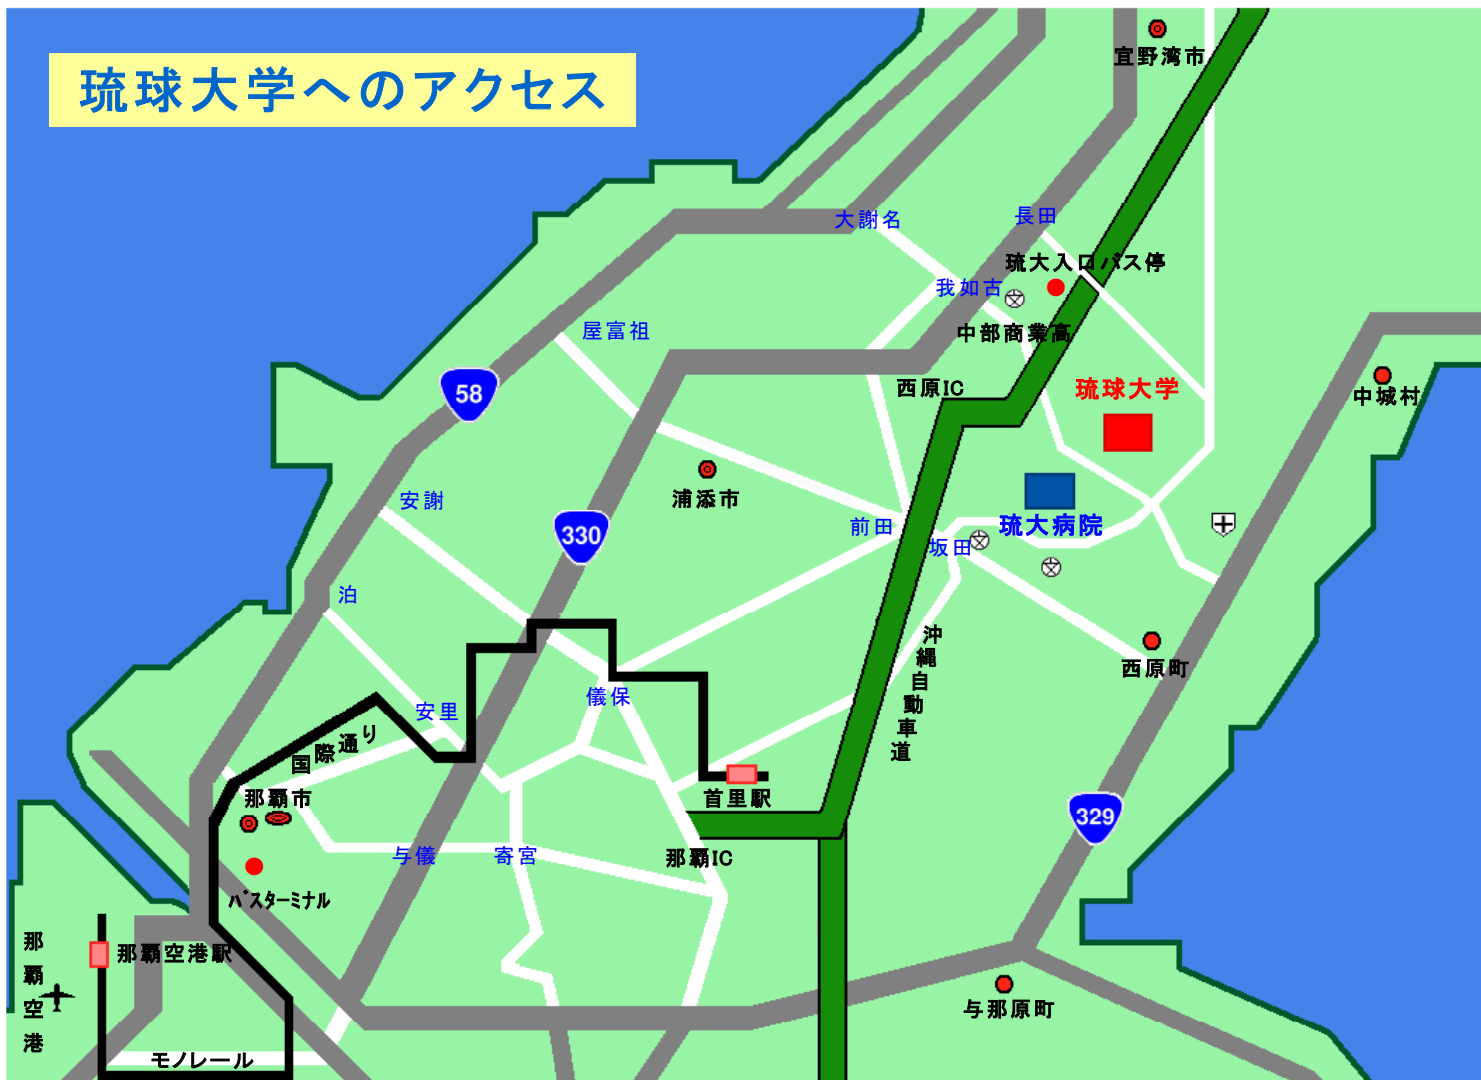 琉球大学へのアクセス
宜野湾市
大謝名
長田
琉大入口バス停
我如古
中部商業高
屋富祖
58
西原IC
琉球大学
中城村
浦添市
安謝
前田
330
坂田
琉大病院
泊
沖縄自動車道
西原町
儀保
安里
国際通り
首里駅
那覇市
329
与儀
寄宮
那覇IC
バスターミナル
那覇空港駅
那覇空港
与那原町
モノレール